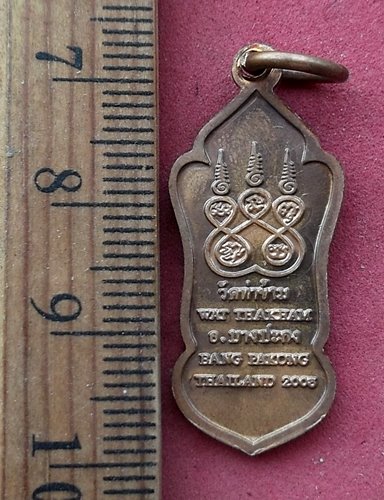 7
8
9
10
วัดท่าข้าม
WAT THAKHAM
อ.บางปะกง
BANG PAKONG
THAILAND 2008